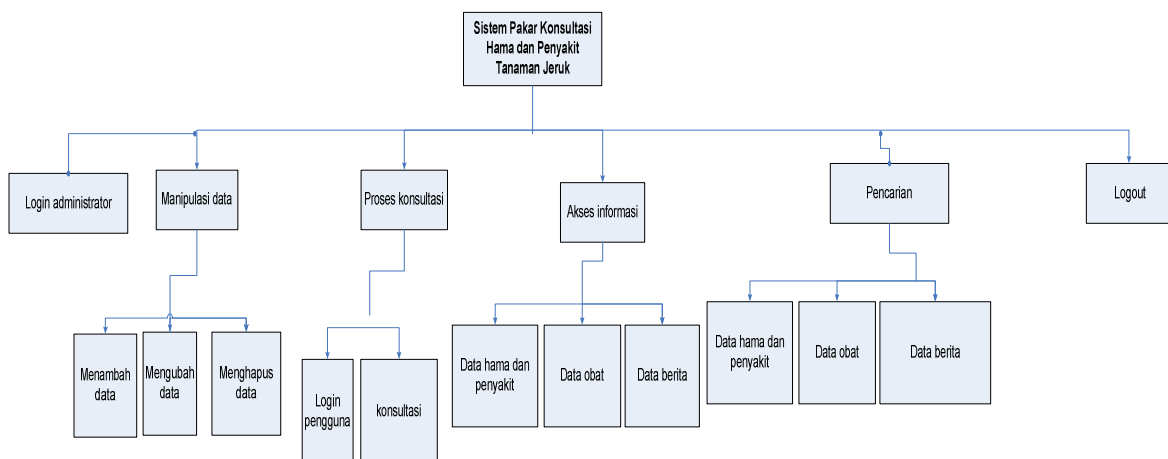 Sistem Pakar Konsultasi
Hama dan Penyakit
Tanaman Jeruk
Login administrator
Manipulasi data
Proses konsultasi
Akses informasi
Pencarian
Logout
Menambah
data
Mengubah
data
Menghapus
data
Login
pengguna
konsultasi
Data hama dan
penyakit
Data obat
Data berita
Data hama dan
penyakit
Data obat
Data berita